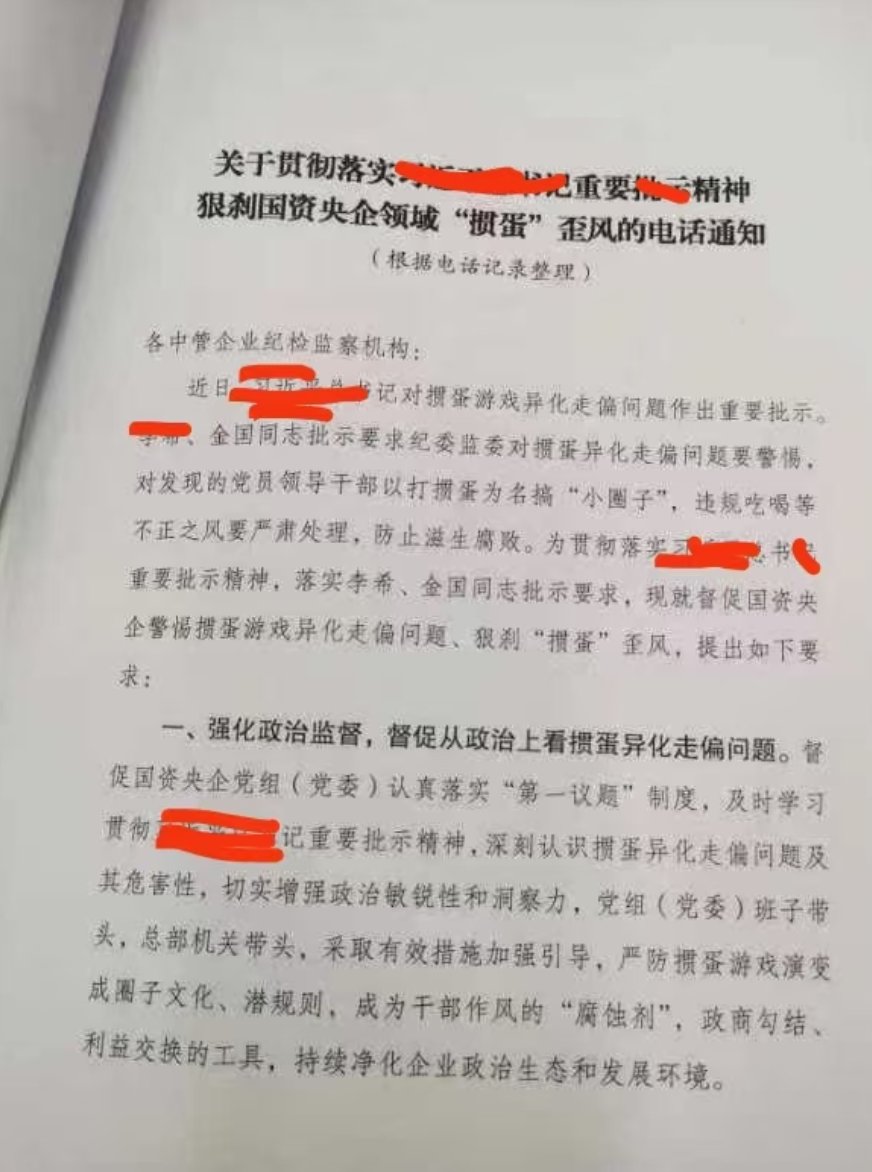 关于贯彻落实 书记重要批示精神
狠刹国资央企领域“掼蛋”歪风的电话通知
（根据电话记录整理）
各中管企业纪检监察机构：
近日 书记对掼蛋游戏异化走偏问题作出重要批示。
、金国同志批示要求纪委监委对掼蛋异化走偏问题要警惕，
对发现的党员领导干部以打掼蛋为名搞“小圈子”，违规吃喝等
不正之风要严肃处理，防止滋生腐败。为贯彻落实习 总书记
重要批示精神，落实李希、金国同志批示要求，现就督促国资央
企警惕掼蛋游戏异化走偏问题、狠刹“掼蛋”歪风，提出如下要
求：
一、强化政治监督，督促从政治上看掼蛋异化走偏问题。督
促国资央企党组（党委）认真落实“第一议题”制度，及时学习
贯彻 记重要批示精神，深刻认识掼蛋异化走偏问题及
其危害性，切实增强政治敏锐性和洞察力，党组（党委）班子带
头，总部机关带头，采取有效措施加强引导，严防掼蛋游戏演变
成圈子文化、潜规则，成为干部作风的“腐蚀剂”，政商勾结、
利益交换的工具，持续净化企业政治生态和发展环境。